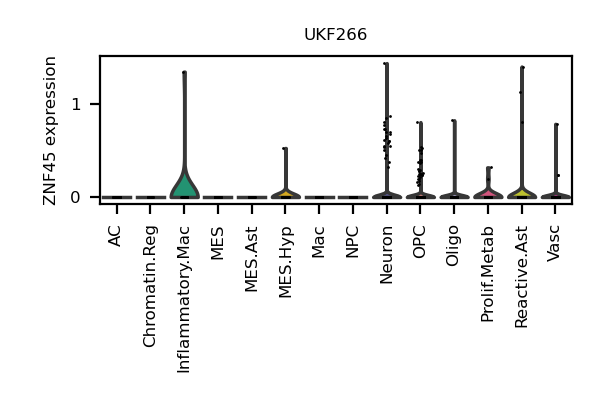 UKF266
ZNF45 expression
1
0
AC
Chromatin.Reg
Inflammatory.Mac
MES
MES.Ast
MES.Hyp
Mac
NPC
Neuron
OPC
Oligo
Prolif.Metab
Reactive.Ast
Vasc